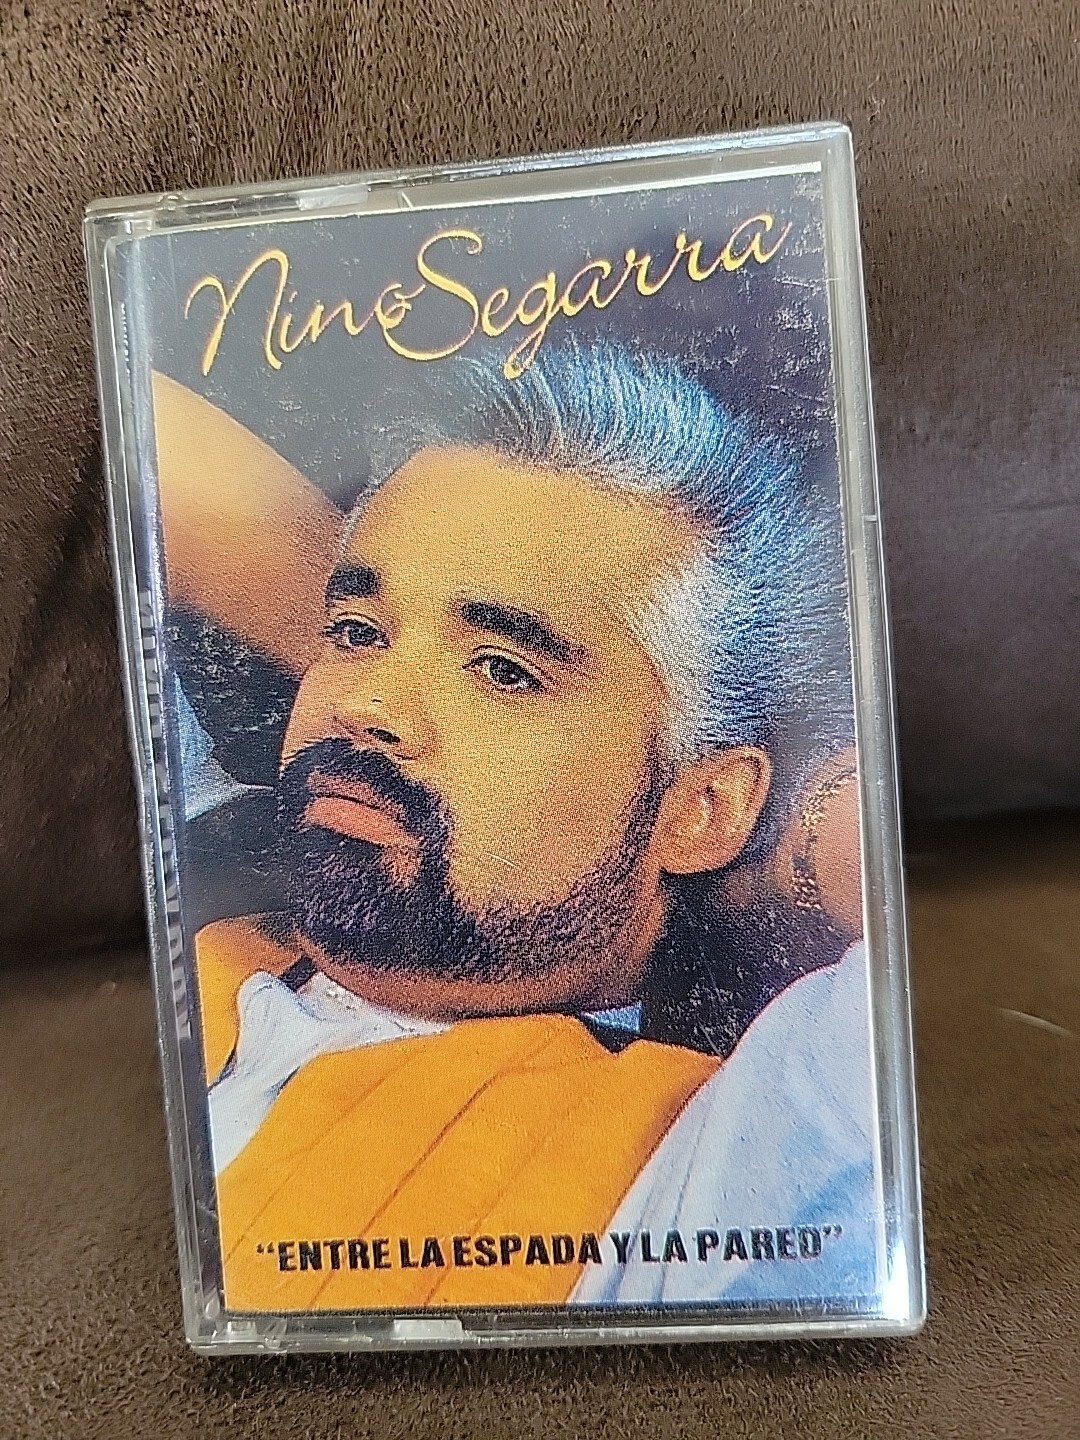 Nino Segarra
"ENTRE LA ESPADA Y LA PARED"